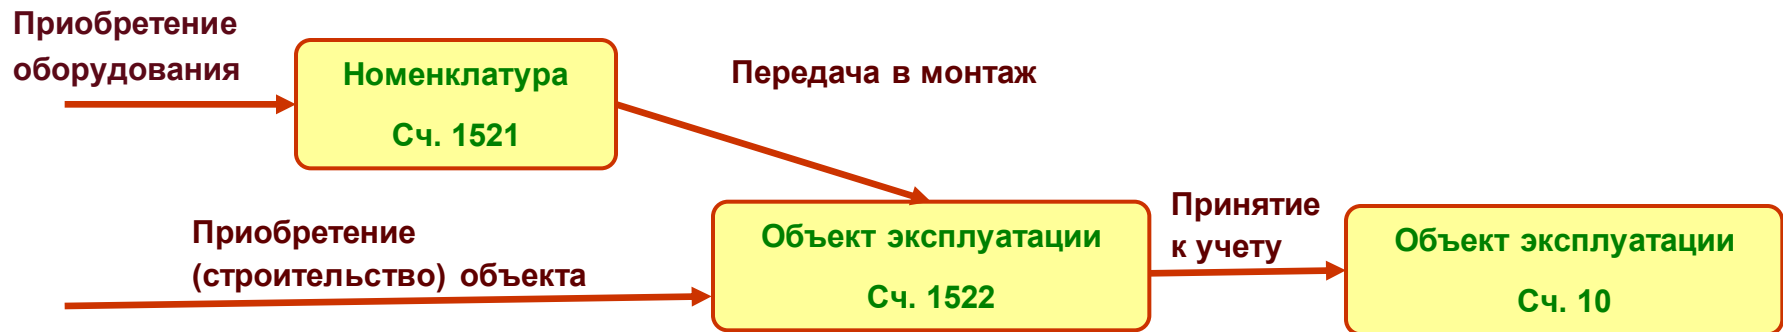 Приобретение
оборудования
Номенклатура
Сч. 1521
Передача в монтаж
Приобретение
(строительство) объекта
Объект эксплуатации
Сч. 1522
Принятие
к учету
Объект эксплуатации
Сч. 10